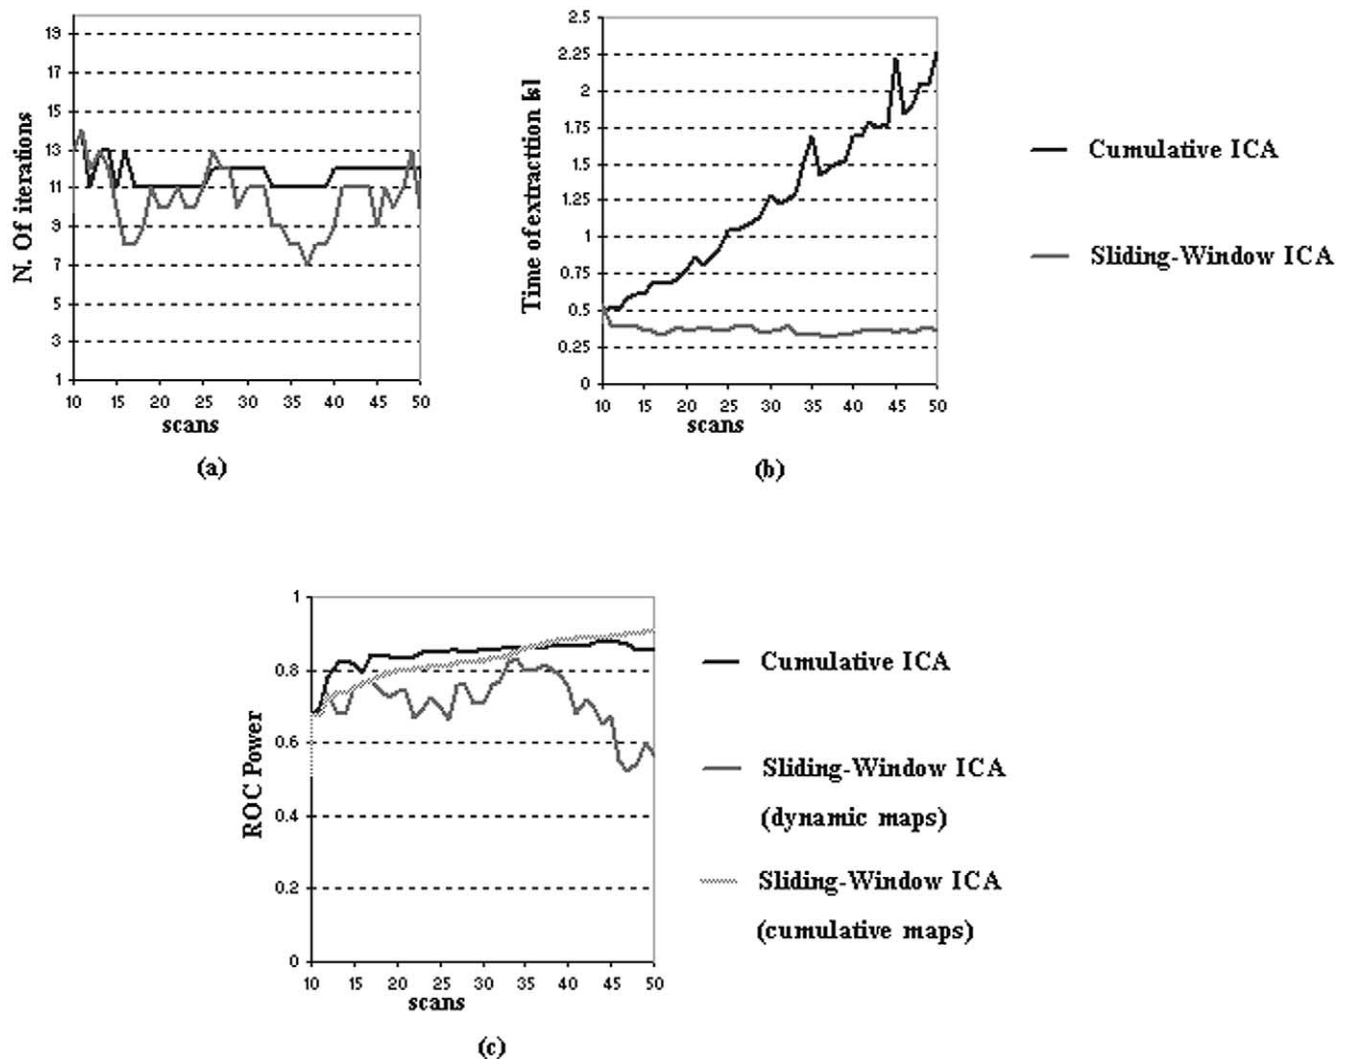 19
17
15
13
11
9
7
5
3
1
N. Of iterations
10 15 20 25 30 35 40 45 50
scans
(a)
2.5
2.25
2
1.75
1.5
1.25
1
0.75
0.5
0.25
0
Time of extracttion [s]
10 15 20 25 30 35 40 45 50
scans
(b)
Cumulative ICA
Sliding-Window ICA
1
0.8
0.6
0.4
0.2
0
ROC Power
10 15 20 25 30 35 40 45 50
scans
(c)
Cumulative ICA
Sliding-Window ICA
(dynamic maps)
Sliding-Window ICA
(cumulative maps)